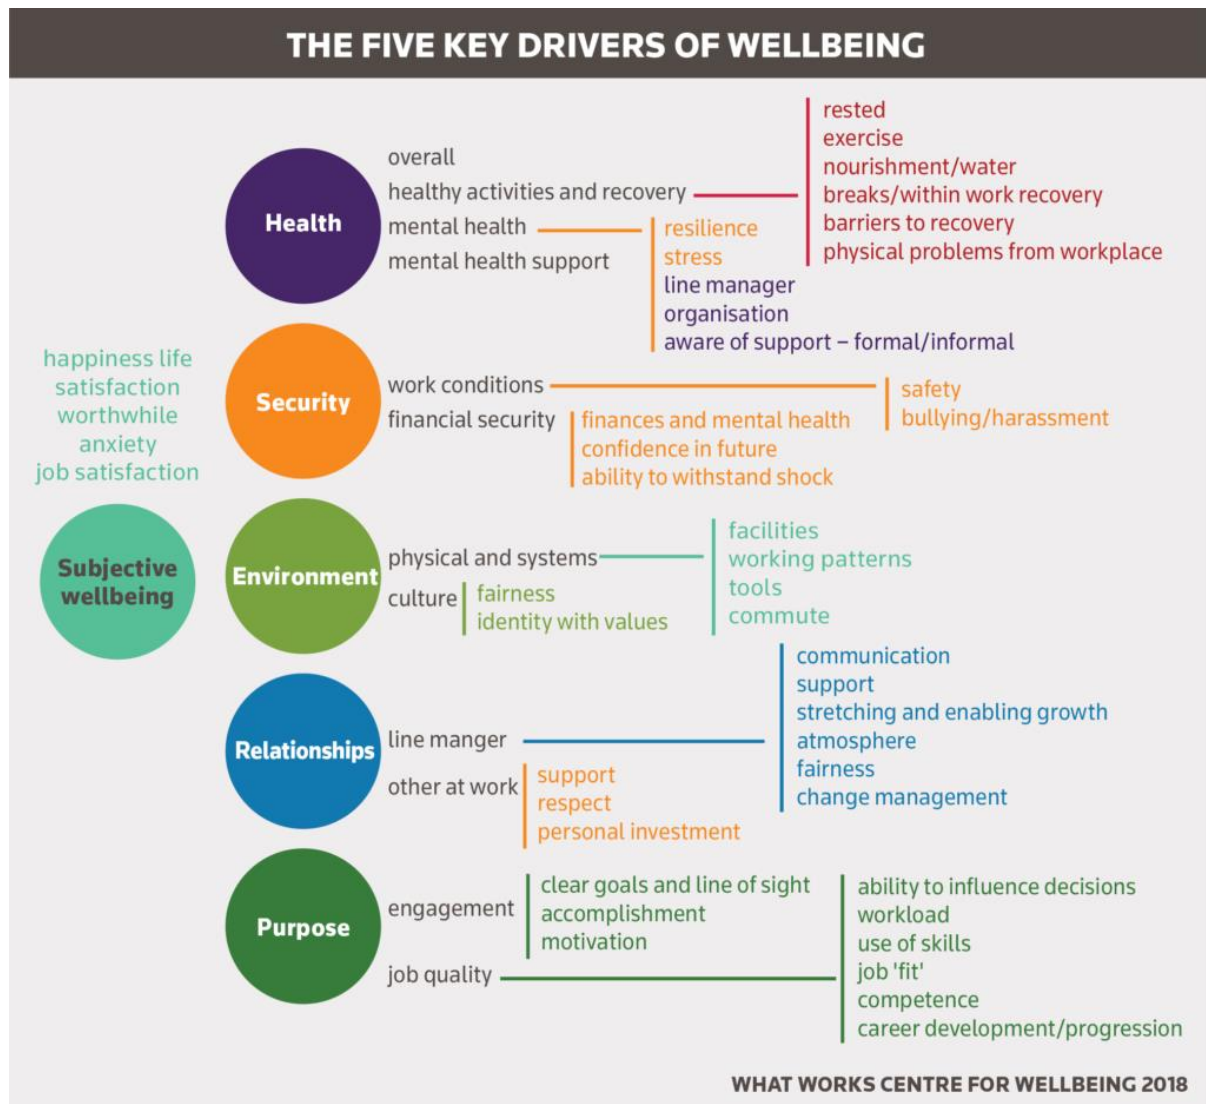 THE FIVE KEY DRIVERS OF WELLBEING
happiness life
satisfaction
worthwhile
anxiety
job satisfaction
Subjective
wellbeing
Health
overall
healthy activities and recovery
mental health
mental health support
rested
exercise
nourishment/water
breaks/within work recovery
barriers to recovery
physical problems from workplace
resilience
stress
line manager
organisation
aware of support – formal/informal
Security
work conditions
financial security
safety
bullying/harassment
finances and mental health
confidence in future
ability to withstand shock
Environment
physical and systems
culture
facilities
working patterns
tools
commute
fairness
identity with values
Relationships
line manger
other at work
communication
support
stretching and enabling growth
atmosphere
fairness
change management
support
respect
personal investment
Purpose
engagement
job quality
clear goals and line of sight
accomplishment
motivation
ability to influence decisions
workload
use of skills
job 'fit'
competence
career development/progression
WHAT WORKS CENTRE FOR WELLBEING 2018